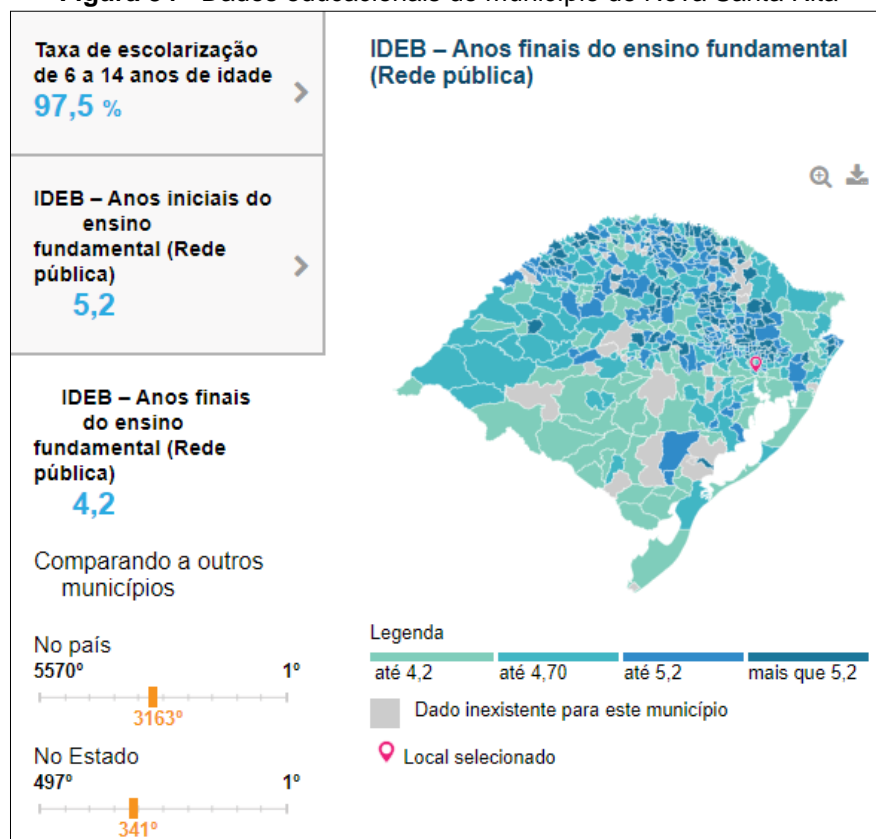 Taxa de escolarização
de 6 a 14 anos de idade
97,5 %
IDEB – Anos iniciais do
ensino
fundamental (Rede
pública)
5,2
IDEB – Anos finais
do ensino
fundamental (Rede
pública)
4,2
Comparando a outros
municípios
No país
5570º 1º
3163º
No Estado
497º 1º
341º
IDEB – Anos finais do ensino fundamental
(Rede pública)
Legenda
até 4,2 até 4,70 até 5,2 mais que 5,2
Dado inexistente para este município
Local selecionado